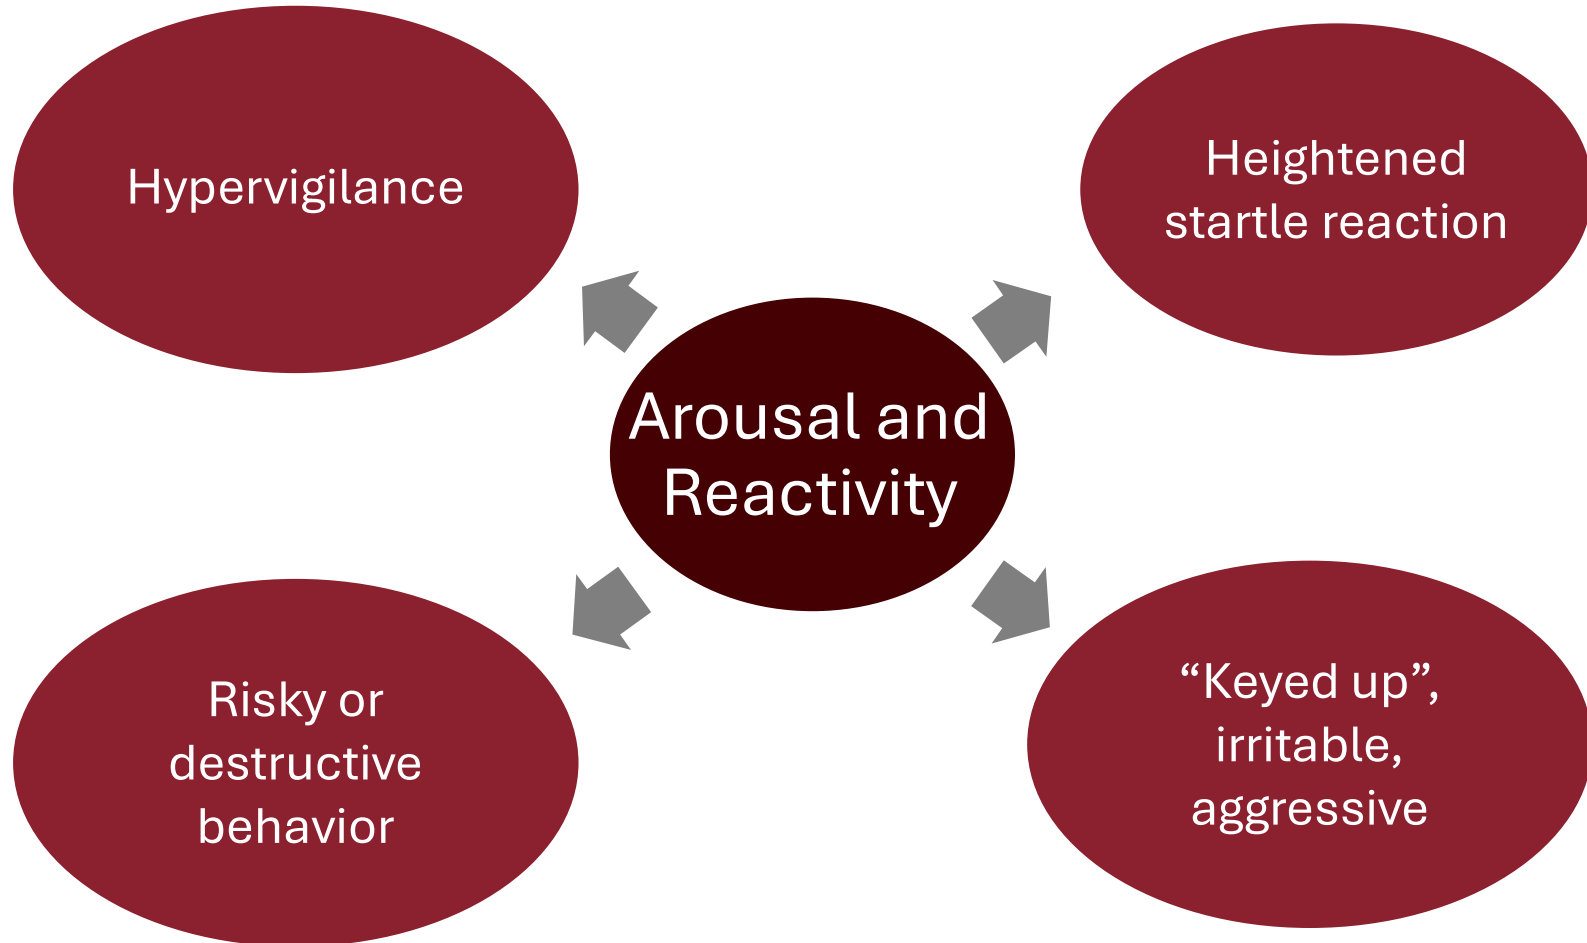 Hypervigilance
Heightened
startle reaction
Arousal and
Reactivity
Risky or
destructive
behavior
“Keyed up”,
irritable,
aggressive